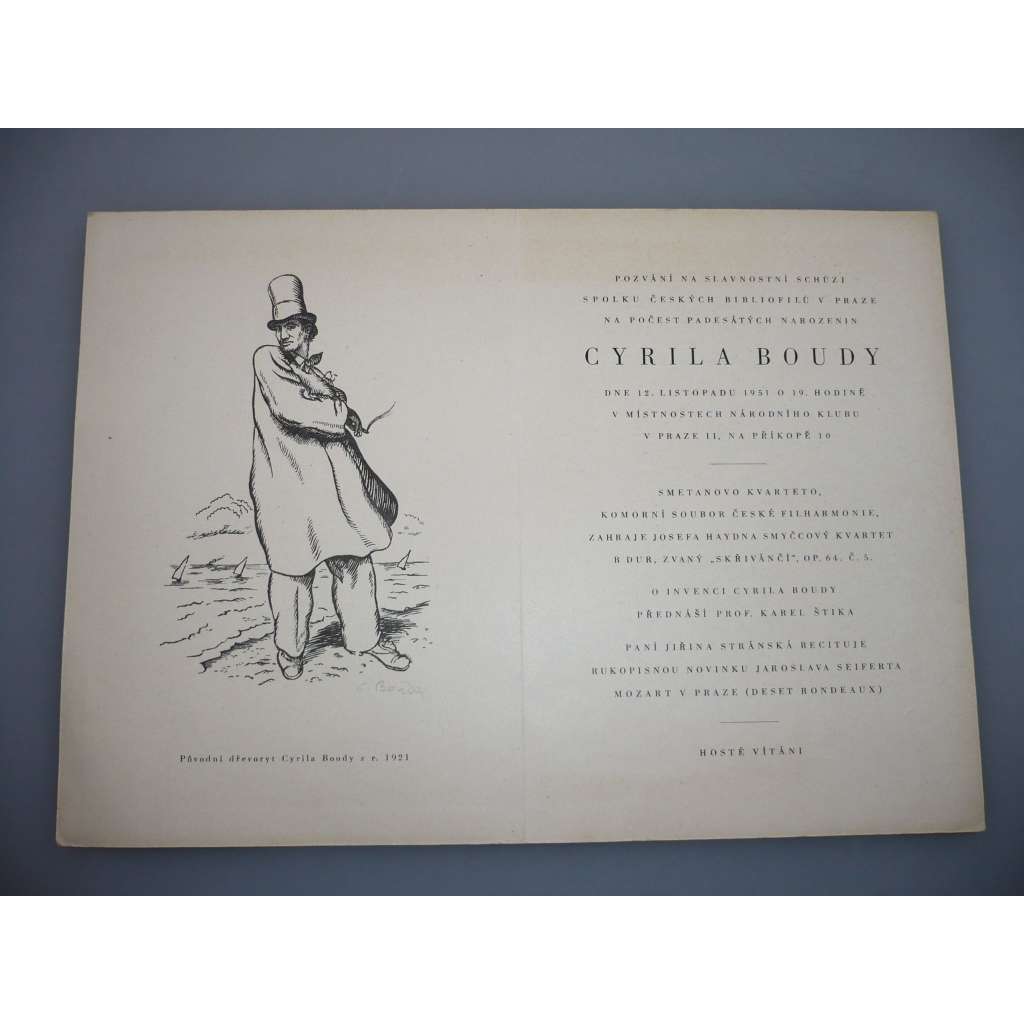 C. Bouda
Původní dřevoryt Cyrila Boudy z r. 1921
POZVÁNÍ NA SLAVNOSTNÍ SCHŮZI
SPOLKU ČESKÝCH BIBLIOFILŮ V PRAZE
NA POČEST PADESÁTÝCH NAROZENIN
CYRILA BOUDY
DNE 12. LISTOPADU 1951 O 19. HODINĚ
V MÍSTNOSTECH NÁRODNÍHO KLUBU
V PRAZE II, NA PŘÍKOPĚ 10
SMETANOVO KVARTETO,
KOMORNÍ SOUBOR ČESKÉ FILHARMONIE,
ZAHRAJE JOSEFA HAYDNA SMYČCOVÝ KVARTET
B DUR, ZVANÝ „SKŘIVÁNČÍ“, OP. 64. Č. 5.
O INVENCI CYRILA BOUDY
PŘEDNÁŠÍ PROF. KAREL ŠTIKA
PANÍ JIŘINA STRÁNSKÁ RECITUJE
RUKOPISNOU NOVINKU JAROSLAVA SEIFERTA
MOZART V PRAZE (DESET RONDEAUX)
HOSTÉ VÍTÁNI